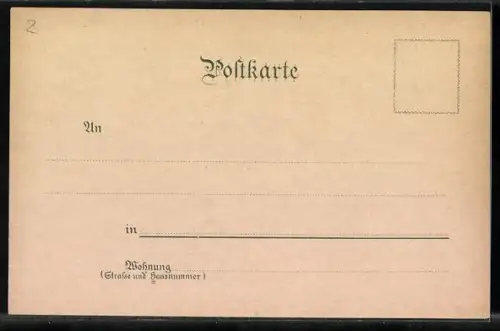 2
Postkarte
An
in
Wohnung
(Straße und Hausnummer)